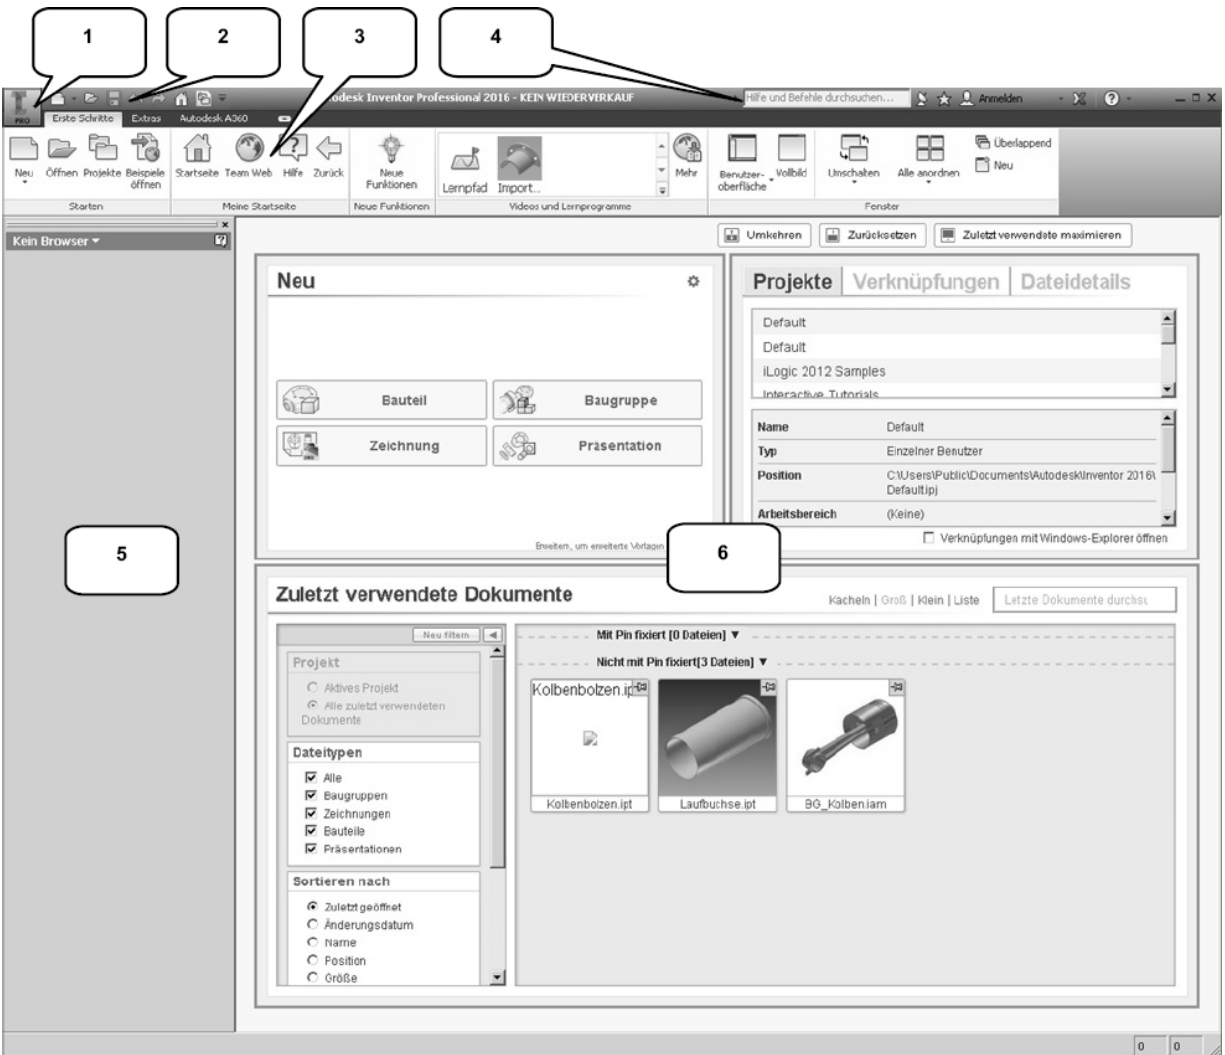 1
2
3
4
PRO
odesk Inventor Professional 2016 - KEIN WIEDERVERKAUF
Hilfe und Befehle durchsuchen...
Anmelden
Erste Schritte
Extras
Autodesk A360
Neu
Öffnen
Projekte
Beispiele öffnen
Startseite
Team Web
Hilfe
Zurück
Neue Funktionen
Lernpfad
Import...
Mehr
Benutzer-oberfläche
Vollbild
Umschalten
Alle anordnen
Überlappend
Neu
Starten
Meine Startseite
Neue Funktionen
Videos und Lernprogramme
Fenster
Kein Browser
Umkehren
Zurücksetzen
Zuletzt verwendete maximieren
Neu
Bauteil
Baugruppe
Zeichnung
Präsentation
Erweitern, um erweiterte Vorlagen
Projekte
Verknüpfungen
Dateidetails
Default
Default
iLogic 2012 Samples
Interactive Tutorials
Name Default
Typ Einzelner Benutzer
Position C:\Users\Public\Documents\Autodesk\Inventor 2016\
Default.ipj
Arbeitsbereich (Keine)
Verknüpfungen mit Windows-Explorer öffnen
5
6
Zuletzt verwendete Dokumente
Kacheln | Groß | Klein | Liste
Letzte Dokumente durchsu
Neu filtern
Projekt
Aktives Projekt
Alle zuletzt verwendeten
Dokumente
Dateitypen
Alle
Baugruppen
Zeichnungen
Bauteile
Präsentationen
Sortieren nach
Zuletzt geöffnet
Änderungsdatum
Name
Position
Größe
Mit Pin fixiert [0 Dateien]
Nicht mit Pin fixiert[3 Dateien]
Kolbenbolzen.ip
Kolbenbolzen.ipt
Laufbuchse.ipt
BG_Kolben.iam
0 0